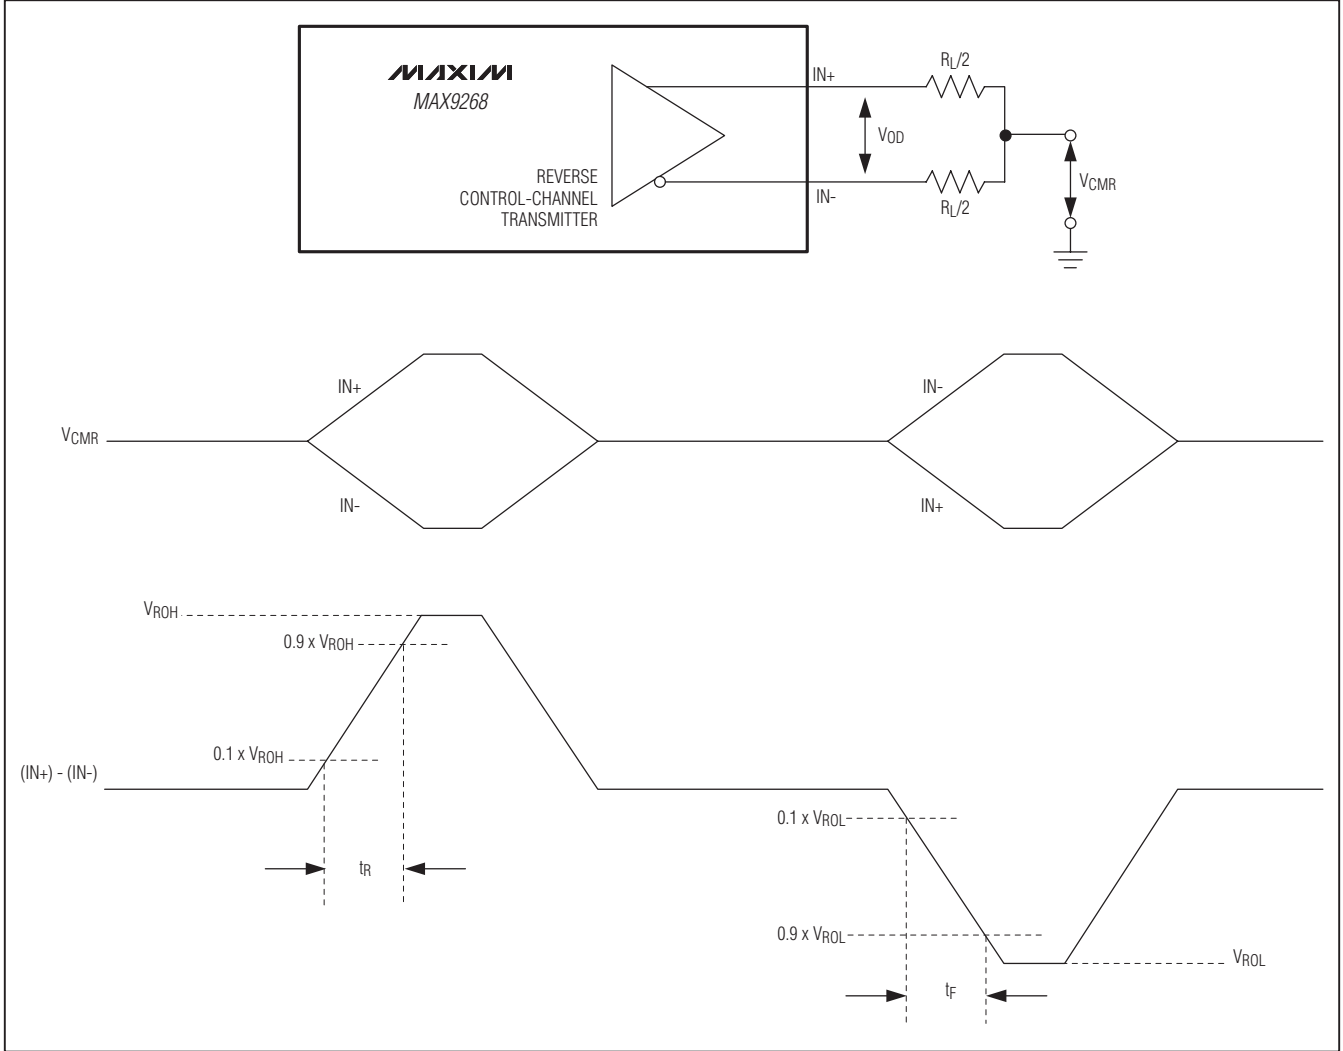 MAXIM
MAX9268
REVERSE
CONTROL-CHANNEL
TRANSMITTER
IN+
IN-
VOD
RL/2
RL/2
VCMR
VCMR
IN+
IN-
IN-
IN+
VROH
0.9 x VROH
0.1 x VROH
(IN+) - (IN-)
tR
0.1 x VROL
0.9 x VROL
VROL
tF